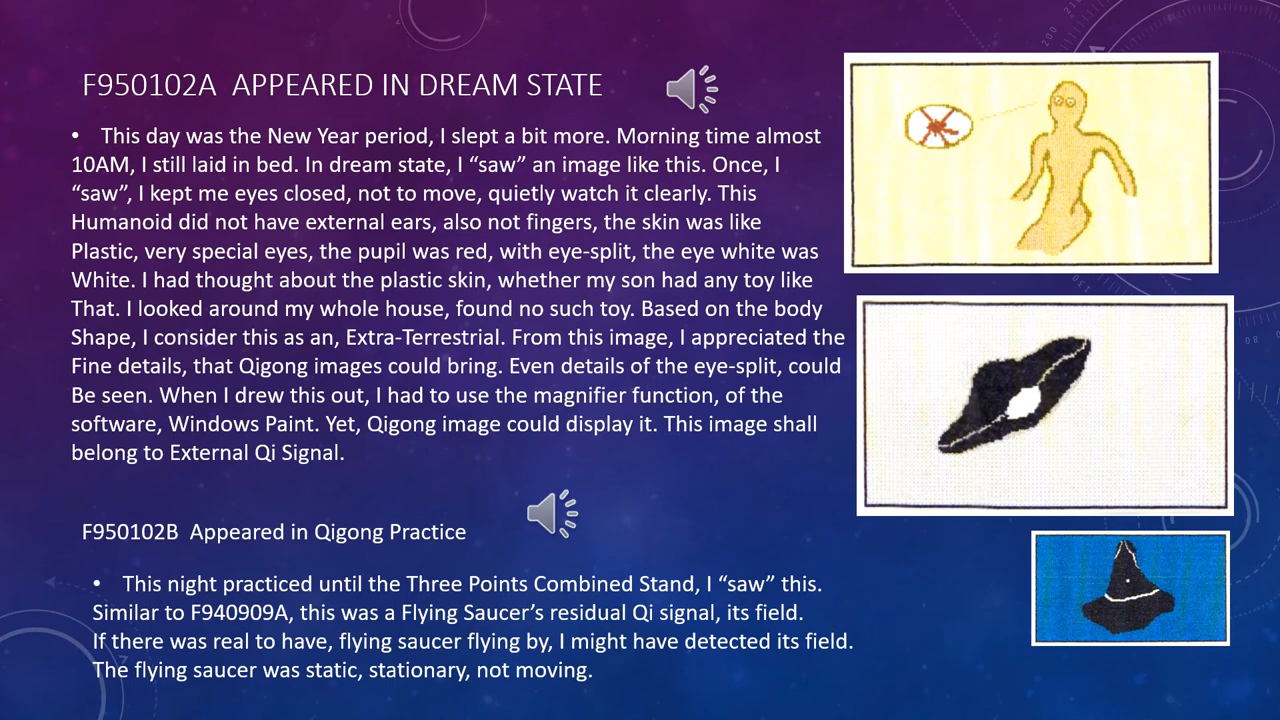 F950102A APPEARED IN DREAM STATE
• This day was the New Year period, I slept a bit more. Morning time almost
10AM, I still laid in bed. In dream state, I “saw” an image like this. Once, I
“saw”, I kept me eyes closed, not to move, quietly watch it clearly. This
Humanoid did not have external ears, also not fingers, the skin was like
Plastic, very special eyes, the pupil was red, with eye-split, the eye white was
White. I had thought about the plastic skin, whether my son had any toy like
That. I looked around my whole house, found no such toy. Based on the body
Shape, I consider this as an, Extra-Terrestrial. From this image, I appreciated the
Fine details, that Qigong images could bring. Even details of the eye-split, could
Be seen. When I drew this out, I had to use the magnifier function, of the
software, Windows Paint. Yet, Qigong image could display it. This image shall
belong to External Qi Signal.
F950102B Appeared in Qigong Practice
• This night practiced until the Three Points Combined Stand, I “saw” this.
Similar to F940909A, this was a Flying Saucer’s residual Qi signal, its field.
If there was real to have, flying saucer flying by, I might have detected its field.
The flying saucer was static, stationary, not moving.